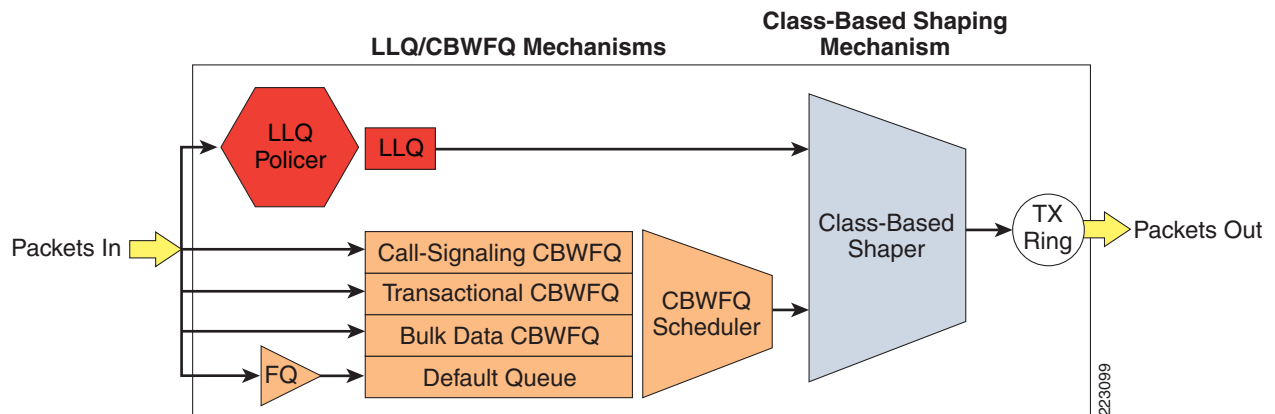 LLQ/CBWFQ Mechanisms
Class-Based Shaping
Mechanism
LLQ
Policer
LLQ
Packets In
Call-Signaling CBWFQ
Transactional CBWFQ
Bulk Data CBWFQ
FQ
Default Queue
CBWFQ
Scheduler
Class-Based
Shaper
TX
Ring
Packets Out
223099